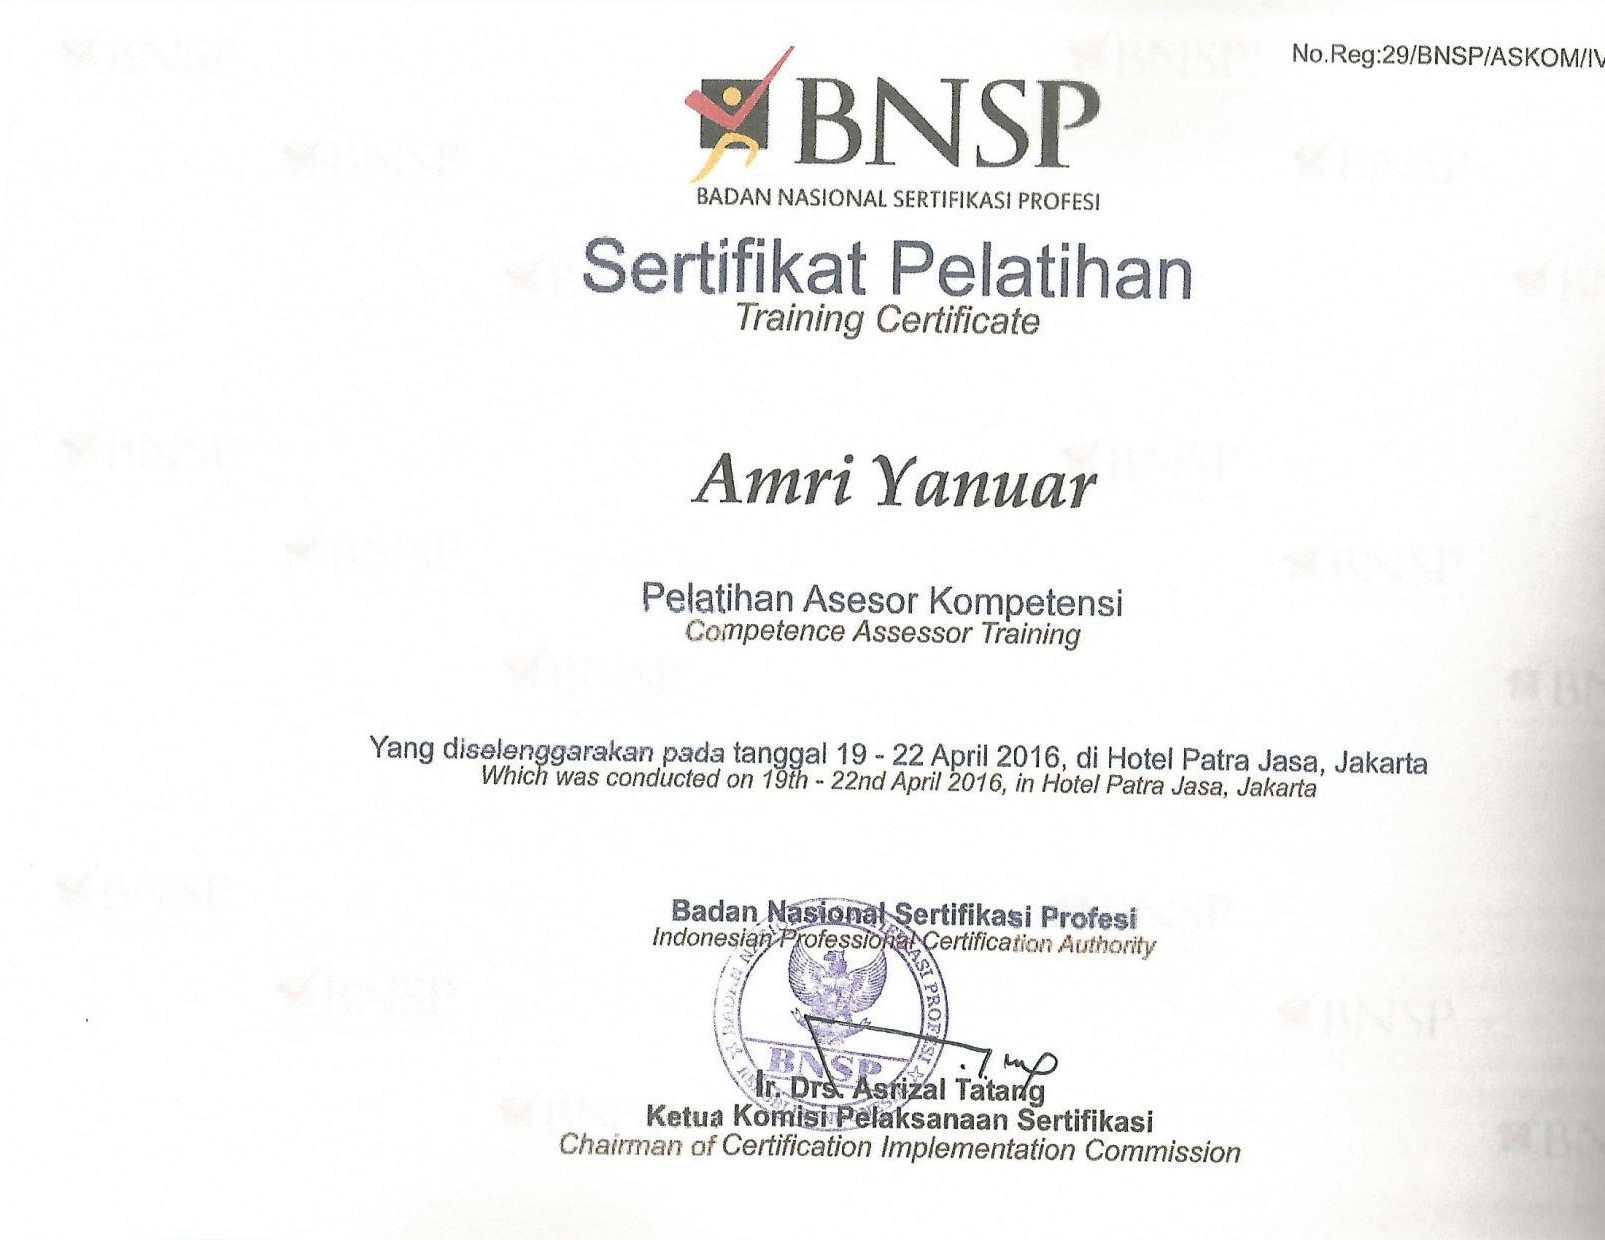 No.Reg:29/BNSP/ASKOM/IV
BNSP
BADAN NASIONAL SERTIFIKASI PROFESI
Sertifikat Pelatihan
Training Certificate
Amri Yanuar
Pelatihan Asesor Kompetensi
Competence Assessor Training
Yang diselenggarakan pada tanggal 19 - 22 April 2016, di Hotel Patra Jasa, Jakarta
Which was conducted on 19th - 22nd April 2016, in Hotel Patra Jasa, Jakarta
Badan Nasional Sertifikasi Profesi
Indonesian Professional Certification Authority
BADAN NASIONAL SERTIFIKASI PROFESI
BNSP
Ir. Drs. Asrizal Tatang
Ketua Komisi Pelaksanaan Sertifikasi
Chairman of Certification Implementation Commission